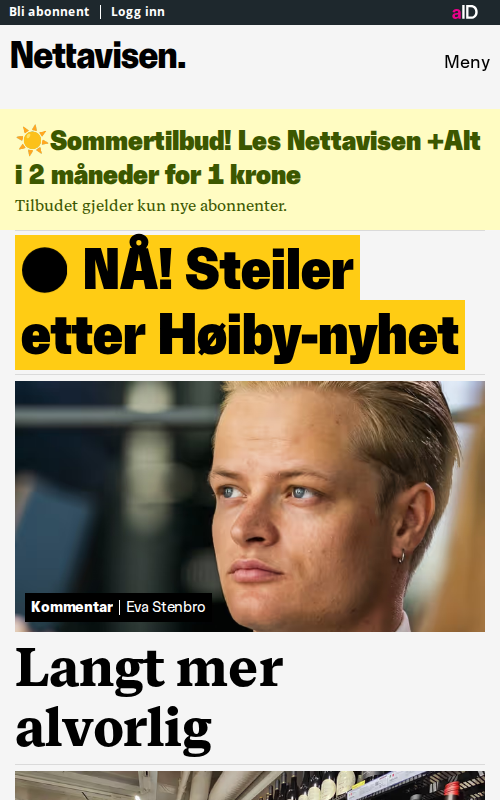 Bli abonnent | Logg inn
aID
Nettavisen.
Meny
☀️Sommertilbud! Les Nettavisen +Alt
i 2 måneder for 1 krone
Tilbudet gjelder kun nye abonnenter.
● NÅ! Steiler
etter Høiby-nyhet
Kommentar | Eva Stenbro
Langt mer
alvorlig